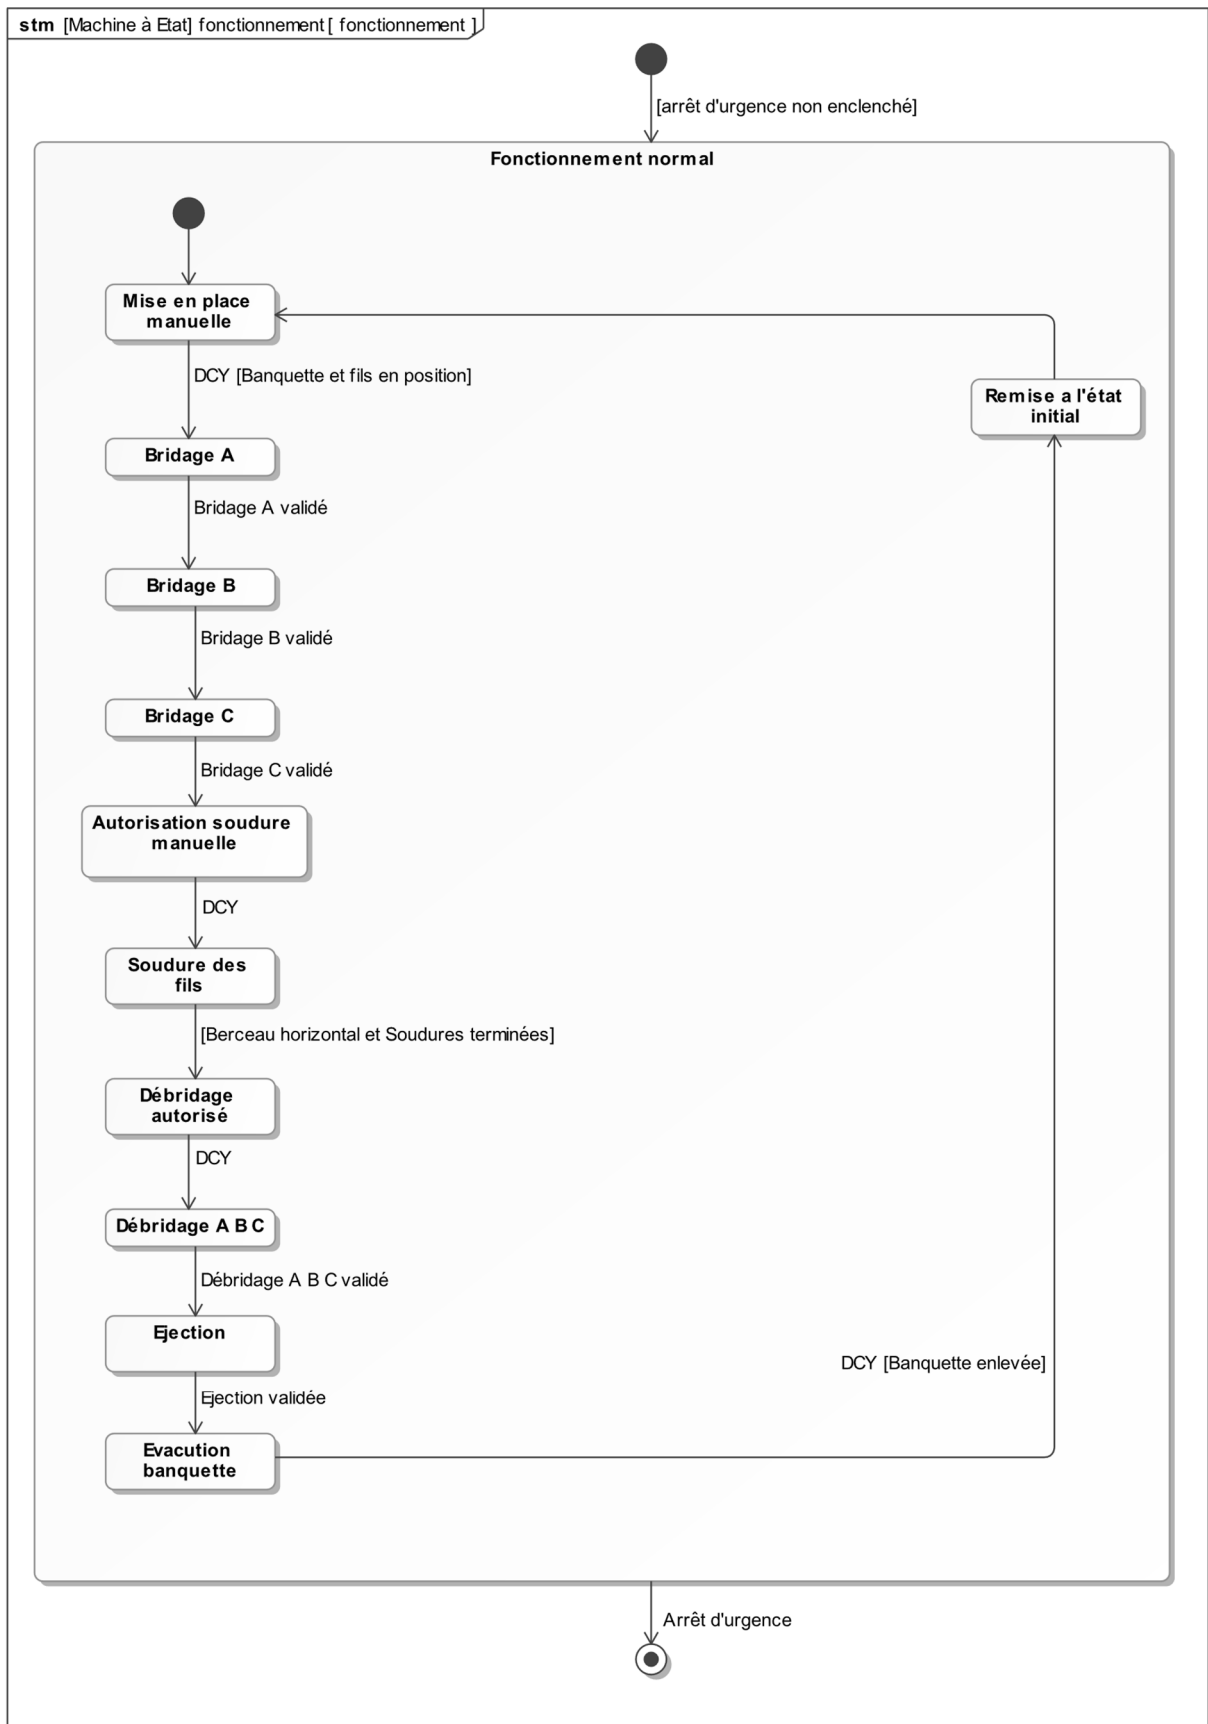 stm [Machine à Etat] fonctionnement [ fonctionnement ]
[arrêt d'urgence non enclenché]
Fonctionnement normal
Mise en place
manuelle
DCY [Banquette et fils en position]
Remise a l'état
initial
Bridage A
Bridage A validé
Bridage B
Bridage B validé
Bridage C
Bridage C validé
Autorisation soudure
manuelle
DCY
Soudure des
fils
[Berceau horizontal et Soudures terminées]
Débridage
autorisé
DCY
Débridage A B C
Débridage A B C validé
Ejection
DCY [Banquette enlevée]
Ejection validée
Evacution
banquette
Arrêt d'urgence